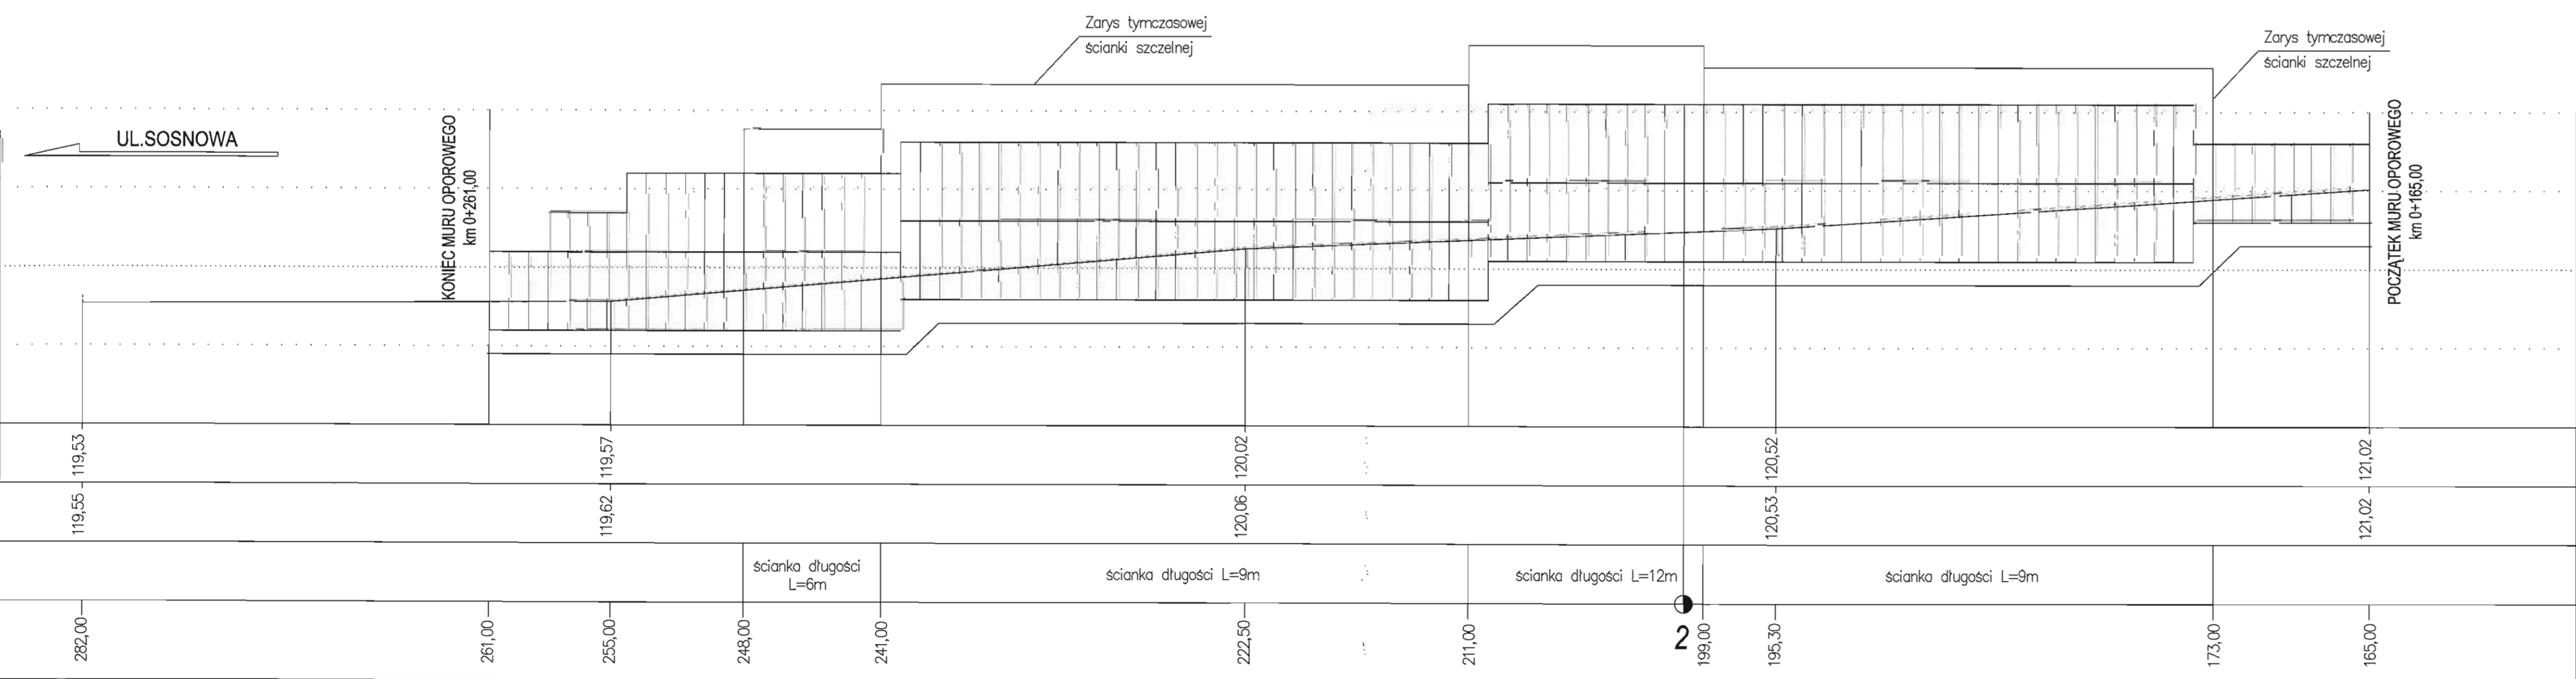 Zarys tymczasowej
ścianki szczelnej
Zarys tymczasowej
ścianki szczelnej
UL.SOSNOWA
KONIEC MURU OPOROWEGO
km 0+261,00
POCZĄTEK MURU OPOROWEGO
km 0+165,00
119,53
119,57
120,02
120,52
121,02
119,55
119,62
120,06
120,53
121,02
ścianka długości
L=6m
ścianka długości L=9m
ścianka długości L=12m
ścianka długości L=9m
282,00
261,00
255,00
248,00
241,00
222,50
211,00
2
199,00
195,30
173,00
165,00